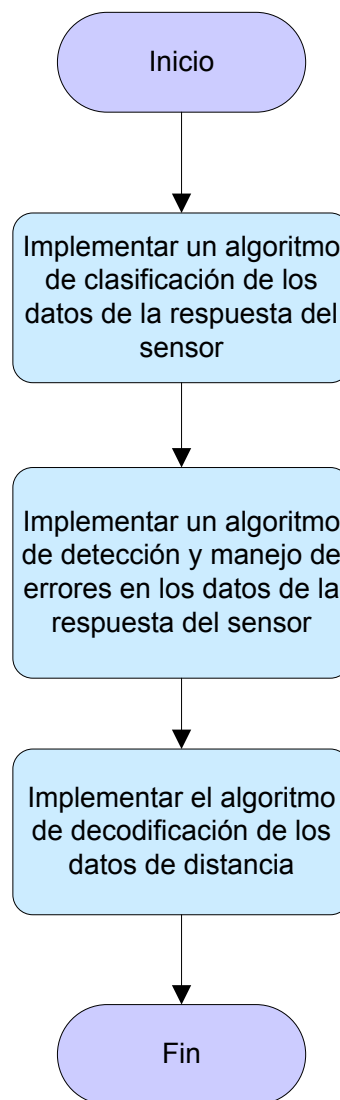 Inicio
Implementar un algoritmo
de clasificación de los
datos de la respuesta del
sensor
Implementar un algoritmo
de detección y manejo de
errores en los datos de la
respuesta del sensor
Implementar el algoritmo
de decodificación de los
datos de distancia
Fin